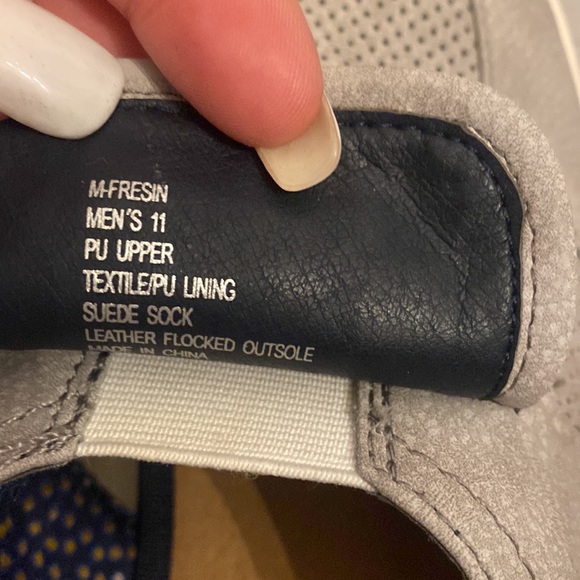 M-FRESIN
MEN'S 11
PU UPPER
TEXTILE/PU LINING
SUEDE SOCK
LEATHER FLOCKED OUTSOLE
MADE IN CHINA